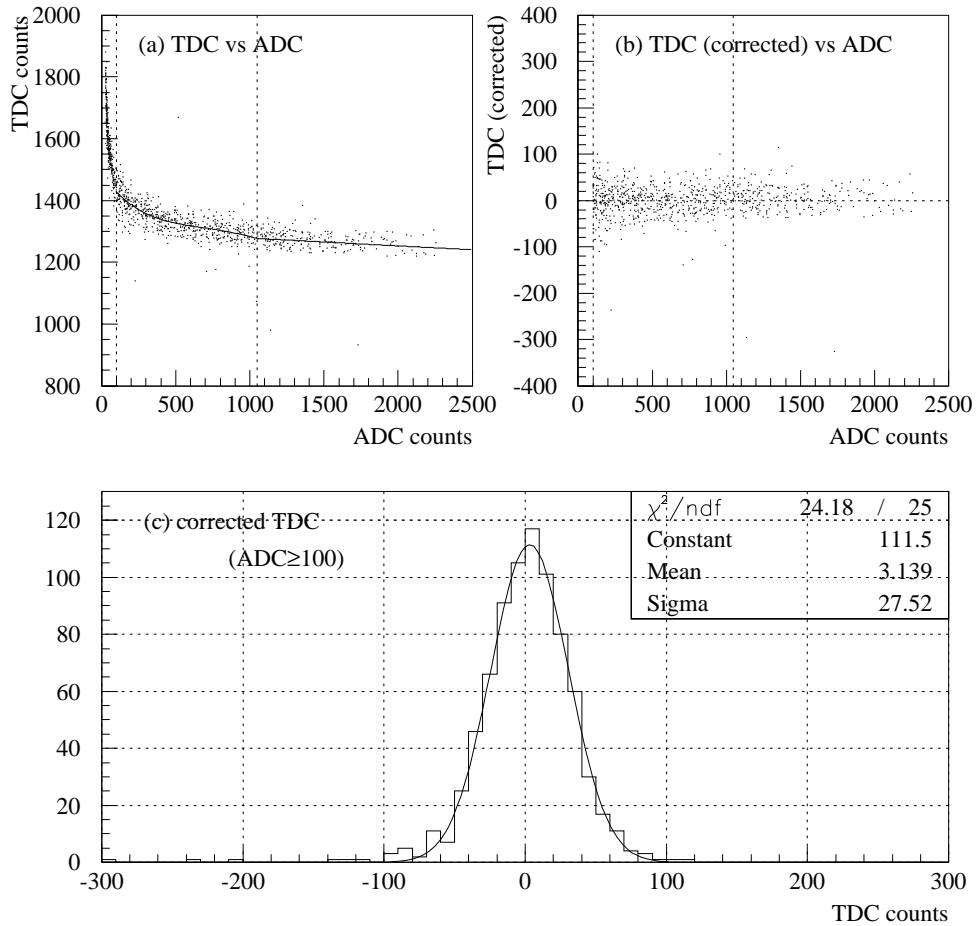 (a) TDC vs ADC
TDC counts
2000
1800
1600
1400
1200
1000
800
0 500 1000 1500 2000 2500
ADC counts
(b) TDC (corrected) vs ADC
TDC (corrected)
400
300
200
100
0
-100
-200
-300
-400
0 500 1000 1500 2000 2500
ADC counts
(c) corrected TDC
(ADC≥100)
χ²/ndf 24.18 / 25
Constant 111.5
Mean 3.139
Sigma 27.52
120
100
80
60
40
20
0
-300 -200 -100 0 100 200 300
TDC counts